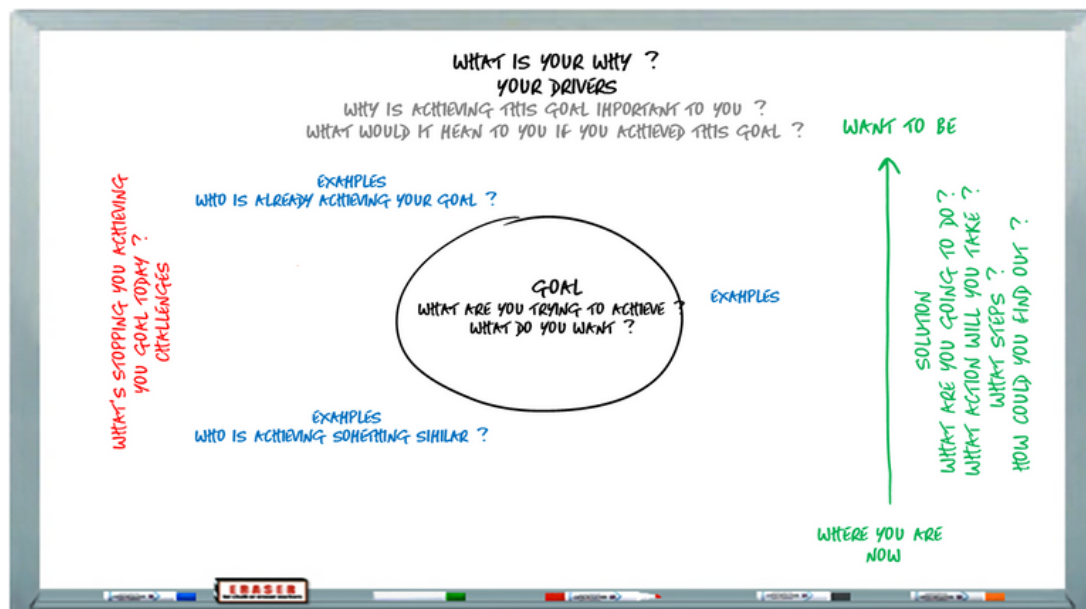 WHAT IS YOUR WHY ?
YOUR DRIVERS
WHY IS ACHIEVING THIS GOAL IMPORTANT TO YOU ?
WHAT WOULD IT MEAN TO YOU IF YOU ACHIEVED THIS GOAL ?
WANT TO BE
EXAMPLES
WHO IS ALREADY ACHIEVING YOUR GOAL ?
WHAT'S STOPPING YOU ACHIEVING
YOU GOAL TODAY ?
CHALLENGES
GOAL
WHAT ARE YOU TRYING TO ACHIEVE ?
WHAT DO YOU WANT ?
EXAMPLES
SOLUTION
WHAT ARE YOU GOING TO DO ?
WHAT ACTION WILL YOU TAKE ?
WHAT STEPS ?
HOW COULD YOU FIND OUT ?
EXAMPLES
WHO IS ACHIEVING SOMETHING SIMILAR ?
WHERE YOU ARE
NOW
ERASER